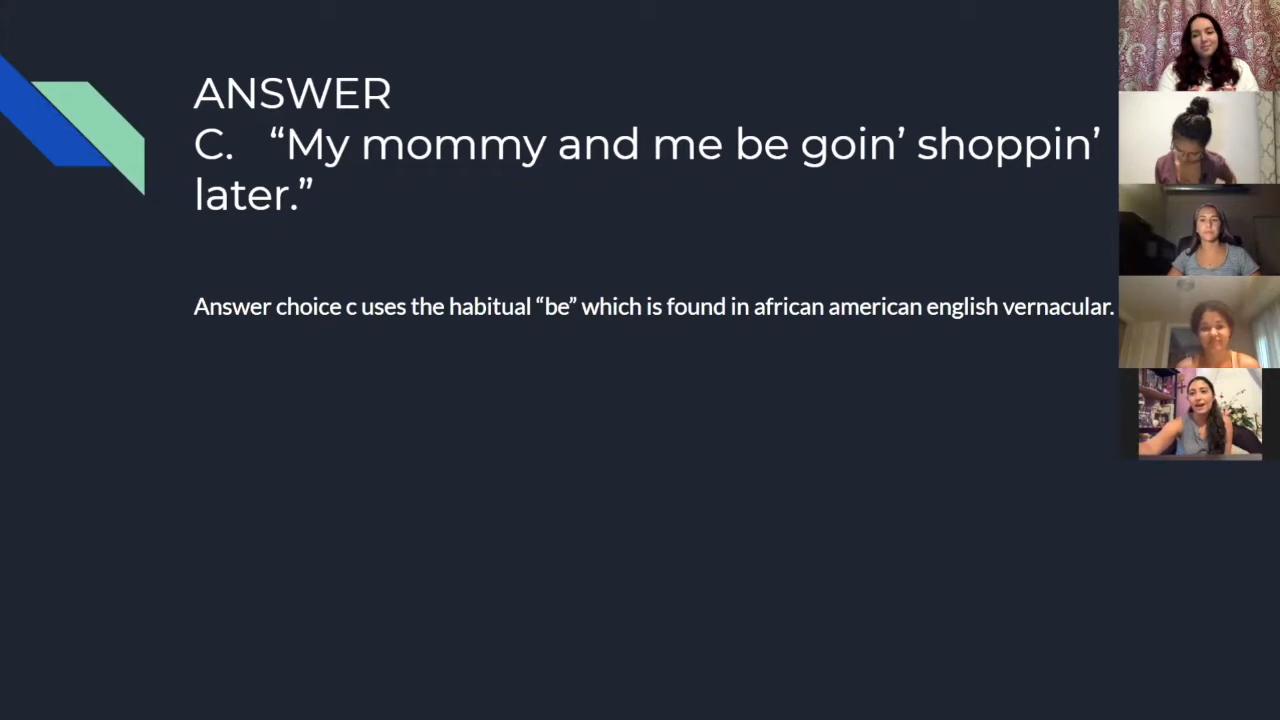 ANSWER
C. “My mommy and me be goin’ shoppin’
later.”
Answer choice c uses the habitual “be” which is found in african american english vernacular.